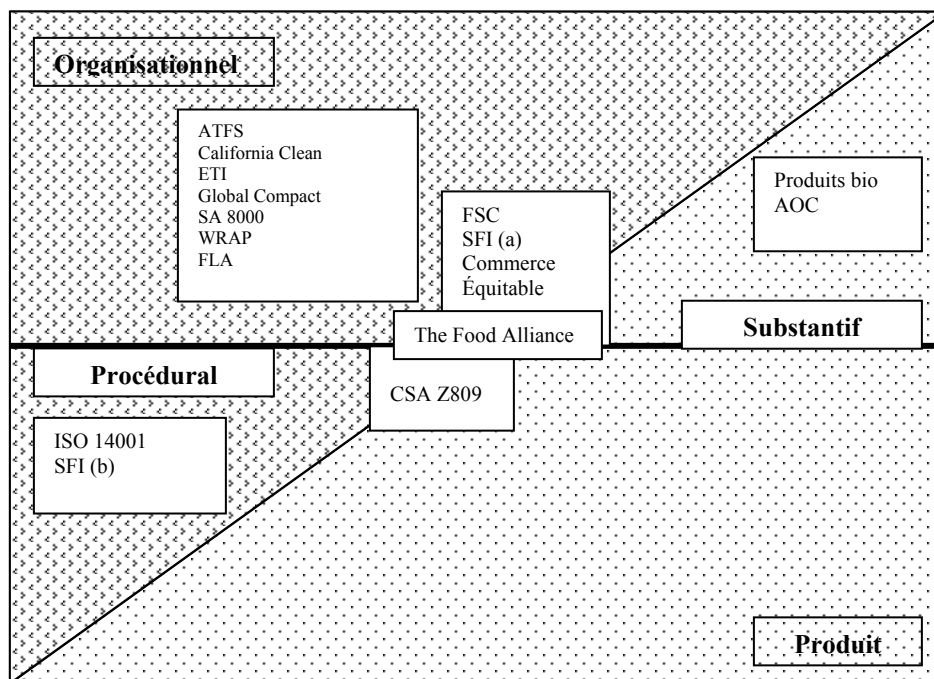 Organisationnel
ATFS
California Clean
ETI
Global Compact
SA 8000
WRAP
FLA
FSC
SFI (a)
Commerce
Équitable
Produits bio
AOC
The Food Alliance
Substantif
Procédural
CSA Z809
ISO 14001
SFI (b)
Produit